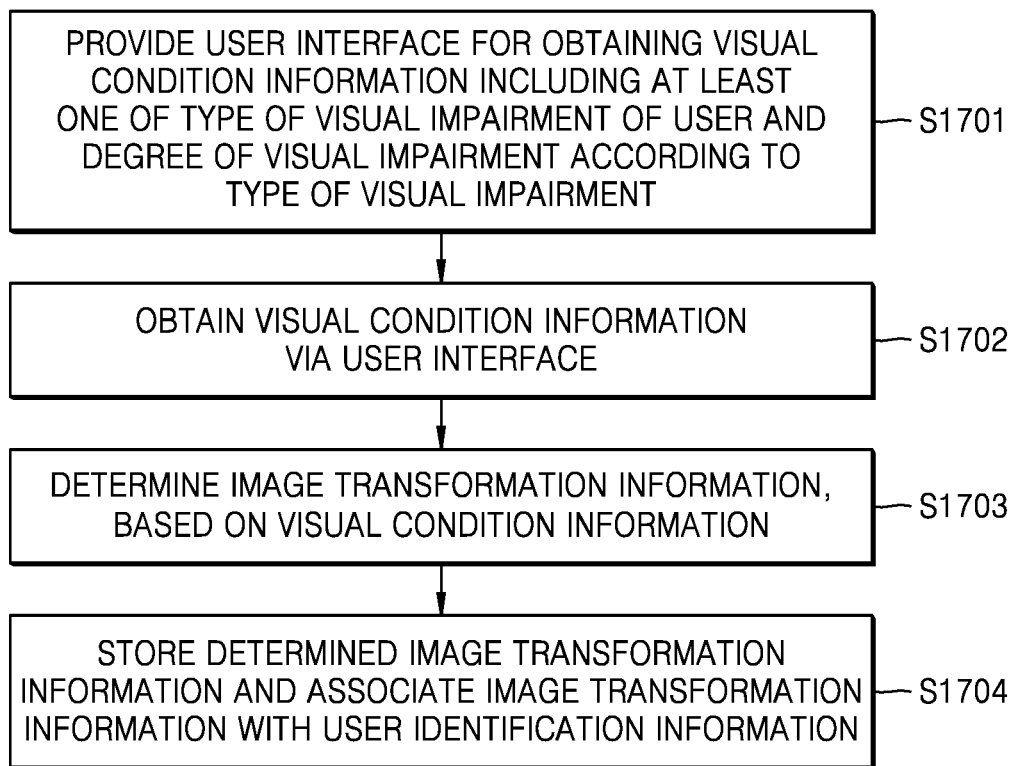 PROVIDE USER INTERFACE FOR OBTAINING VISUAL
CONDITION INFORMATION INCLUDING AT LEAST
ONE OF TYPE OF VISUAL IMPAIRMENT OF USER AND
DEGREE OF VISUAL IMPAIRMENT ACCORDING TO
TYPE OF VISUAL IMPAIRMENT
S1701
OBTAIN VISUAL CONDITION INFORMATION
VIA USER INTERFACE
S1702
DETERMINE IMAGE TRANSFORMATION INFORMATION,
BASED ON VISUAL CONDITION INFORMATION
S1703
STORE DETERMINED IMAGE TRANSFORMATION
INFORMATION AND ASSOCIATE IMAGE TRANSFORMATION
INFORMATION WITH USER IDENTIFICATION INFORMATION
S1704